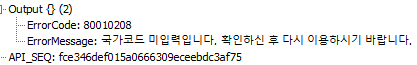 Output {} (2)
ErrorCode: 80010208
ErrorMessage: 국가코드 미입력입니다. 확인하신 후 다시 이용하시기 바랍니다.
API_SEQ: fce346def015a0666309eceebdc3af75